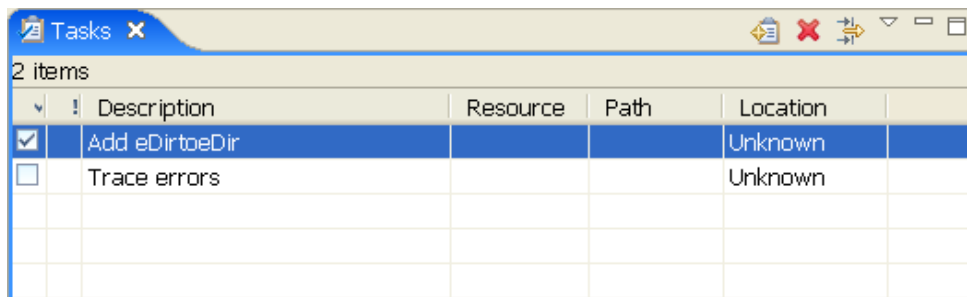 Tasks
2 items
! Description Resource Path Location
Add eDirtoeDir Unknown
Trace errors Unknown